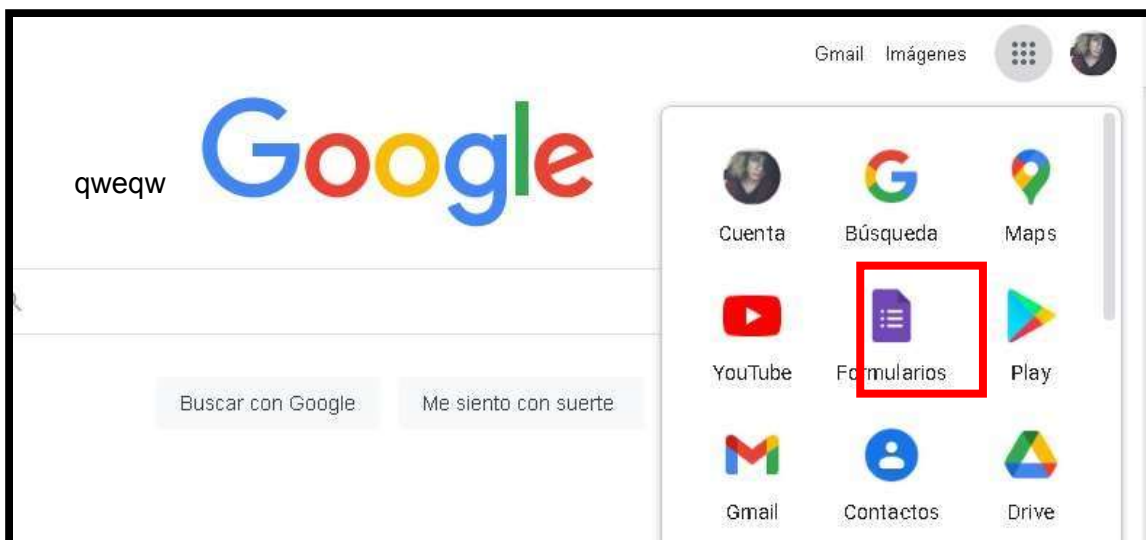 Gmail Imágenes
Google
qweqw
Cuenta Búsqueda Maps
YouTube Formularios Play
Buscar con Google Me siento con suerte
Gmail Contactos Drive